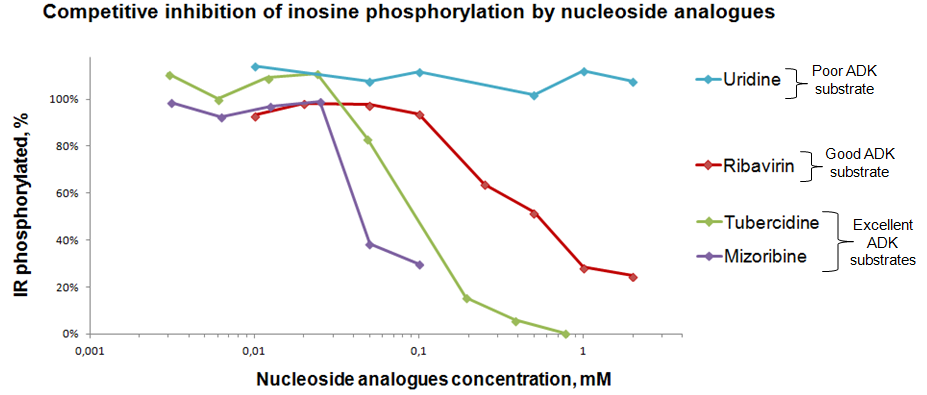 Competitive inhibition of inosine phosphorylation by nucleoside analogues
IR phosphorylated, %
100%
80%
60%
40%
20%
0%
0,001
0,01
0,1
1
Nucleoside analogues concentration, mM
Uridine
Poor ADK
substrate
Ribavirin
Good ADK
substrate
Tubercidine
Mizoribine
Excellent
ADK
substrates